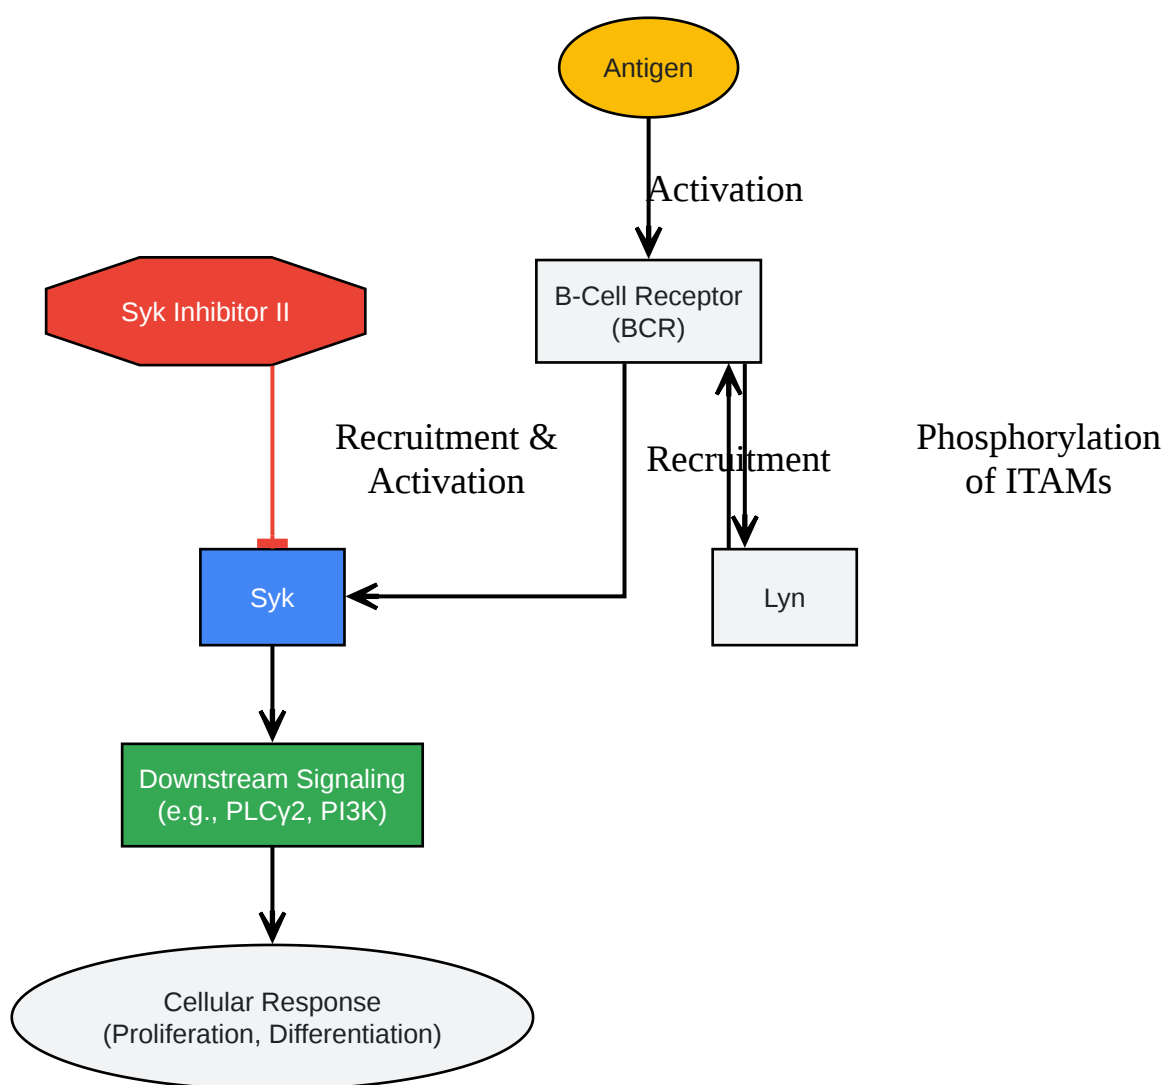 Antigen
Activation
B-Cell Receptor
(BCR)
Syk Inhibitor II
Recruitment &
Activation
Recruitment
Phosphorylation
of ITAMs
Syk
Lyn
Downstream Signaling
(e.g., PLCγ2, PI3K)
Cellular Response
(Proliferation, Differentiation)